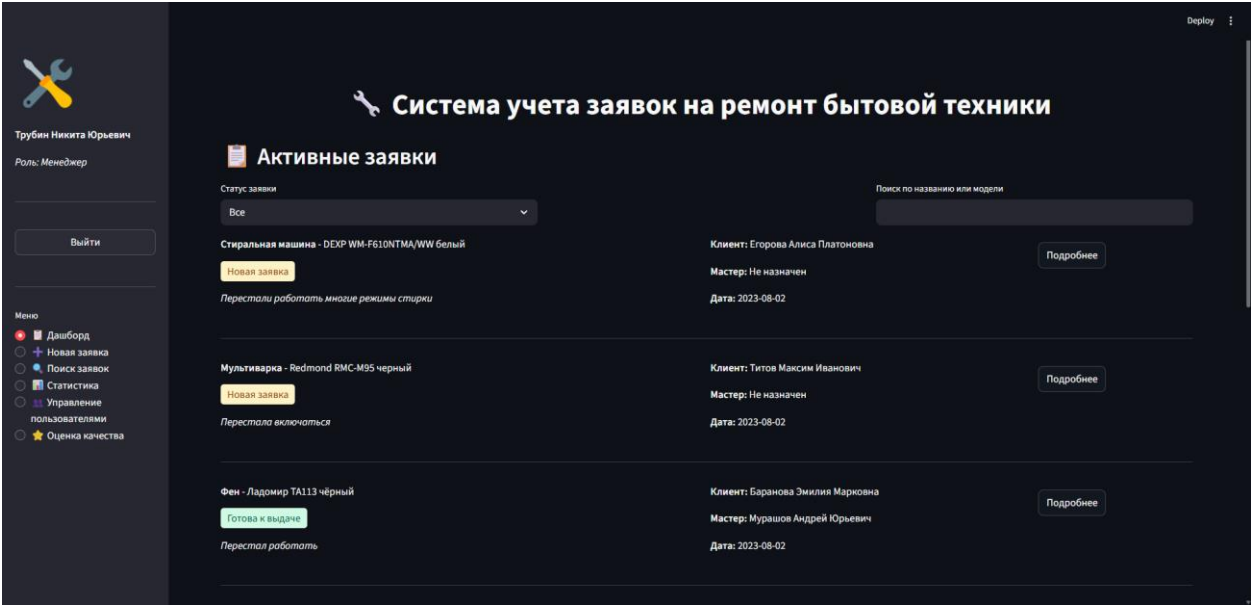 Deploy
Трубин Никита Юрьевич
Роль: Менеджер
Выйти
Меню
Дашборд
Новая заявка
Поиск заявок
Статистика
Управление
пользователями
Оценка качества
Система учета заявок на ремонт бытовой техники
Активные заявки
Статус заявки
Все
Поиск по названию или модели
Стиральная машина - DEXP WM-F610NTMA/WW белый
Новая заявка
Перестали работать многие режимы стирки
Клиент: Егорова Алиса Платоновна
Мастер: Не назначен
Дата: 2023-08-02
Подробнее
Мультиварка - Redmond RMC-M95 черный
Новая заявка
Перестала включаться
Клиент: Титов Максим Иванович
Мастер: Не назначен
Дата: 2023-08-02
Подробнее
Фен - Ладомир ТА113 чёрный
Готова к выдаче
Перестал работать
Клиент: Баранова Эмилия Марковна
Мастер: Мурашов Андрей Юрьевич
Дата: 2023-08-02
Подробнее